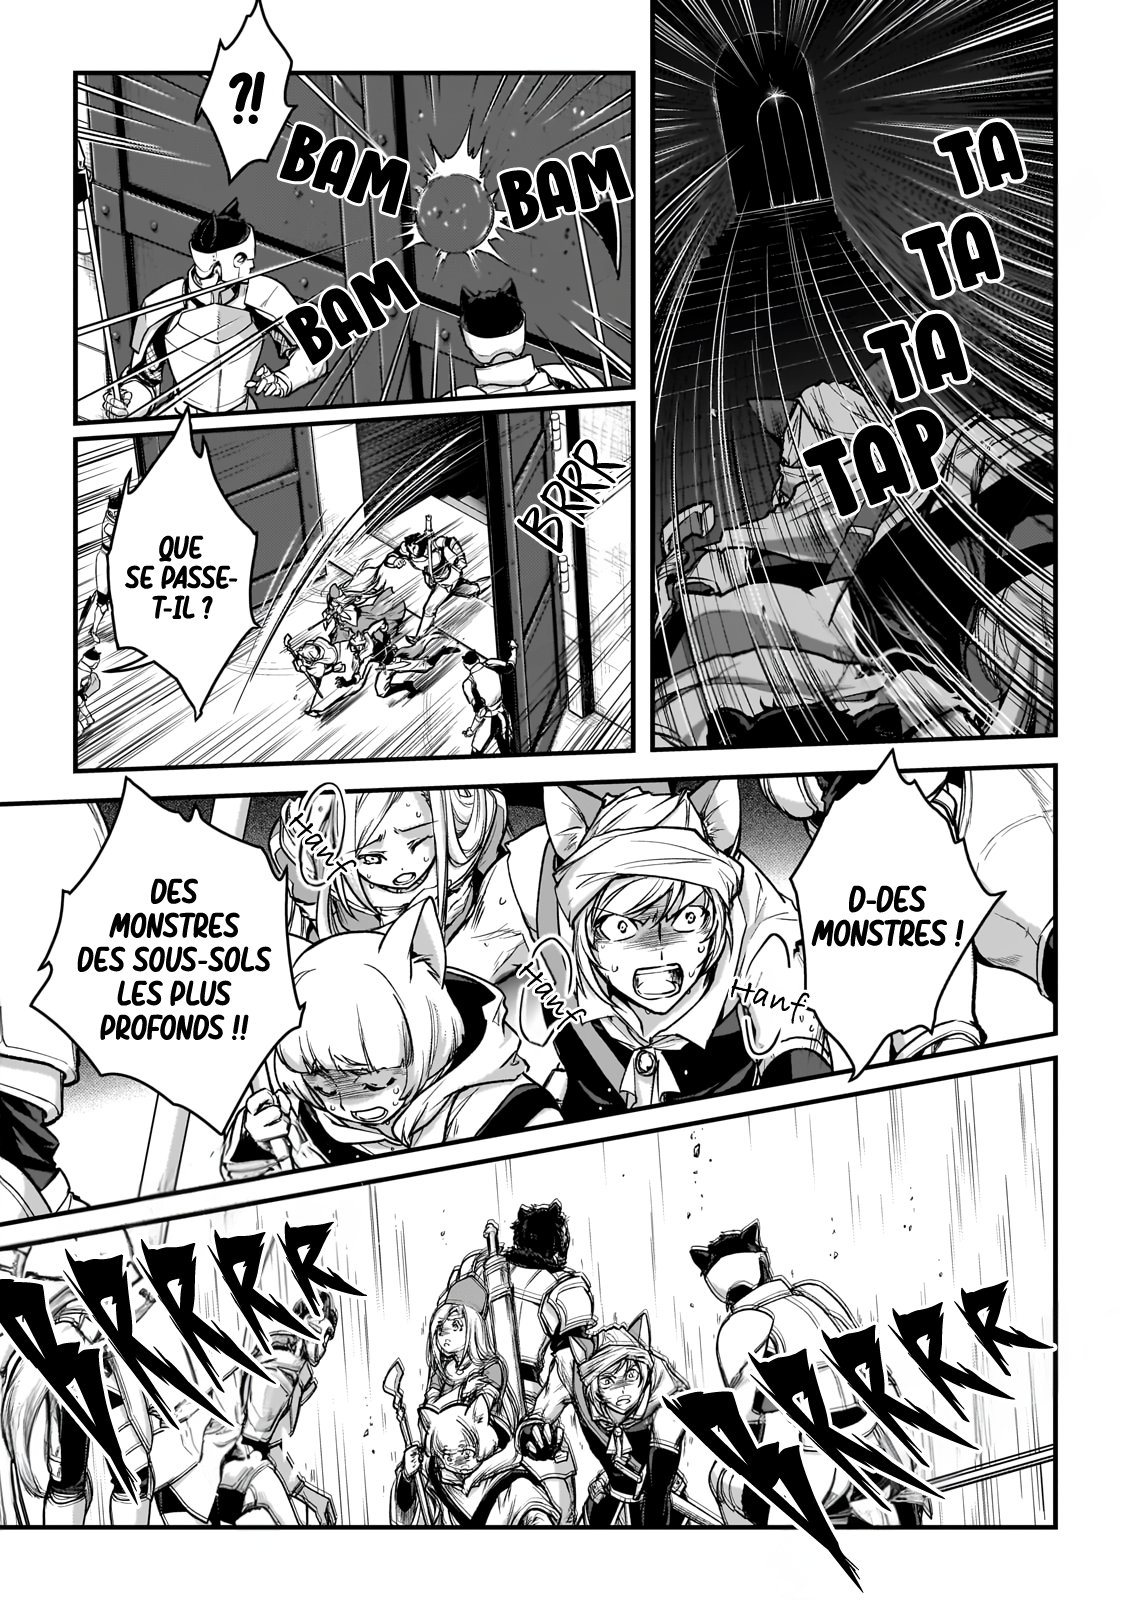 TA
TA
TA
TAP
?!
BAM
BAM
BAM
BRRRR
QUE
SE PASSE-
T-IL ?
D-DES
MONSTRES !
Hanf
Hanf
Hanf
DES
MONSTRES
DES SOUS-SOLS
LES PLUS
PROFONDS !!
BRRRR
BRRRR